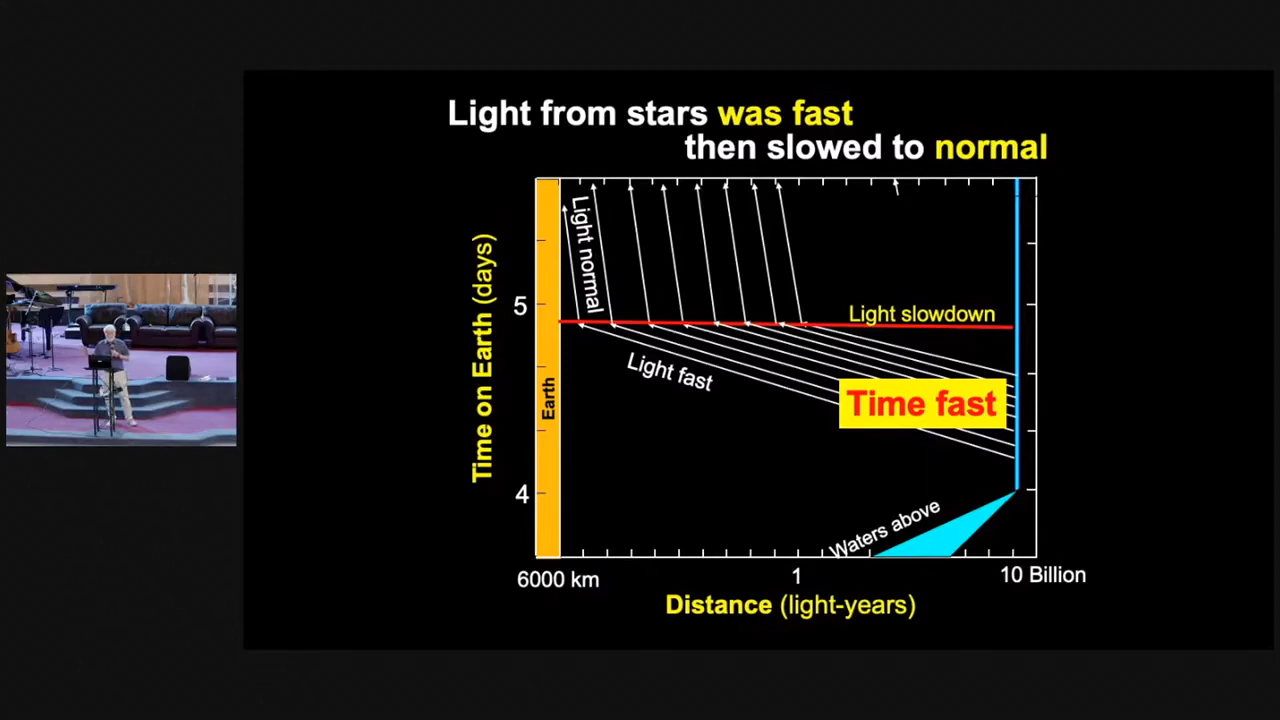 Light from stars was fast
then slowed to normal
Light normal
5
Light slowdown
Light fast
Time fast
Time on Earth (days)
Earth
4
Waters above
6000 km
1
10 Billion
Distance (light-years)